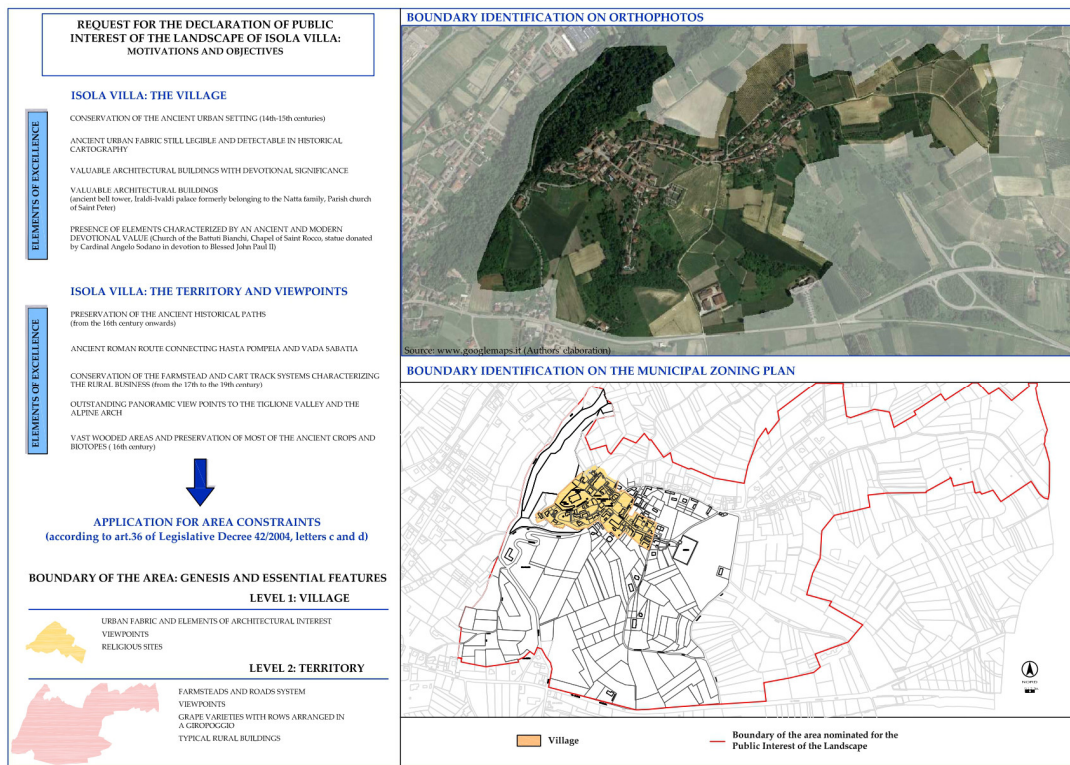 REQUEST FOR THE DECLARATION OF PUBLIC
INTEREST OF THE LANDSCAPE OF ISOLA VILLA:
MOTIVATIONS AND OBJECTIVES
ISOLA VILLA: THE VILLAGE
ELEMENTS OF EXCELLENCE
CONSERVATION OF THE ANCIENT URBAN SETTING (14th-15th centuries)
ANCIENT URBAN FABRIC STILL LEGIBLE AND DETECTABLE IN HISTORICAL
CARTOGRAPHY
VALUABLE ARCHITECTURAL BUILDINGS WITH DEVOTIONAL SIGNIFICANCE
VALUABLE ARCHITECTURAL BUILDINGS
(ancient bell tower, Iraldi-Ivaldi palace formerly belonging to the Natta family, Parish church
of Saint Peter)
PRESENCE OF ELEMENTS CHARACTERIZED BY AN ANCIENT AND MODERN
DEVOTIONAL VALUE (Church of the Battuti Bianchi, Chapel of Saint Rocco, statue donated
by Cardinal Angelo Sodano in devotion to Blessed John Paul II)
ISOLA VILLA: THE TERRITORY AND VIEWPOINTS
ELEMENTS OF EXCELLENCE
PRESERVATION OF THE ANCIENT HISTORICAL PATHS
(from the 16th century onwards)
ANCIENT ROMAN ROUTE CONNECTING HASTA POMPEIA AND VADA SABATIA
CONSERVATION OF THE FARMSTEAD AND CART TRACK SYSTEMS CHARACTERIZING
THE RURAL BUSINESS (from the 17th to the 19th century)
OUTSTANDING PANORAMIC VIEW POINTS TO THE TIGLIONE VALLEY AND THE
ALPINE ARCH
VAST WOODED AREAS AND PRESERVATION OF MOST OF THE ANCIENT CROPS AND
BIOTOPES ( 16th century)
APPLICATION FOR AREA CONSTRAINTS
(according to art.36 of Legislative Decree 42/2004, letters c and d)
BOUNDARY OF THE AREA: GENESIS AND ESSENTIAL FEATURES
LEVEL 1: VILLAGE
URBAN FABRIC AND ELEMENTS OF ARCHITECTURAL INTEREST
VIEWPOINTS
RELIGIOUS SITES
LEVEL 2: TERRITORY
FARMSTEADS AND ROADS SYSTEM
VIEWPOINTS
GRAPE VARIETIES WITH ROWS ARRANGED IN
A GIROPOGGIO
TYPICAL RURAL BUILDINGS
BOUNDARY IDENTIFICATION ON ORTHOPHOTOS
Source: www.googlemaps.it (Authors' elaboration)
BOUNDARY IDENTIFICATION ON THE MUNICIPAL ZONING PLAN
Village
Boundary of the area nominated for the
Public Interest of the Landscape